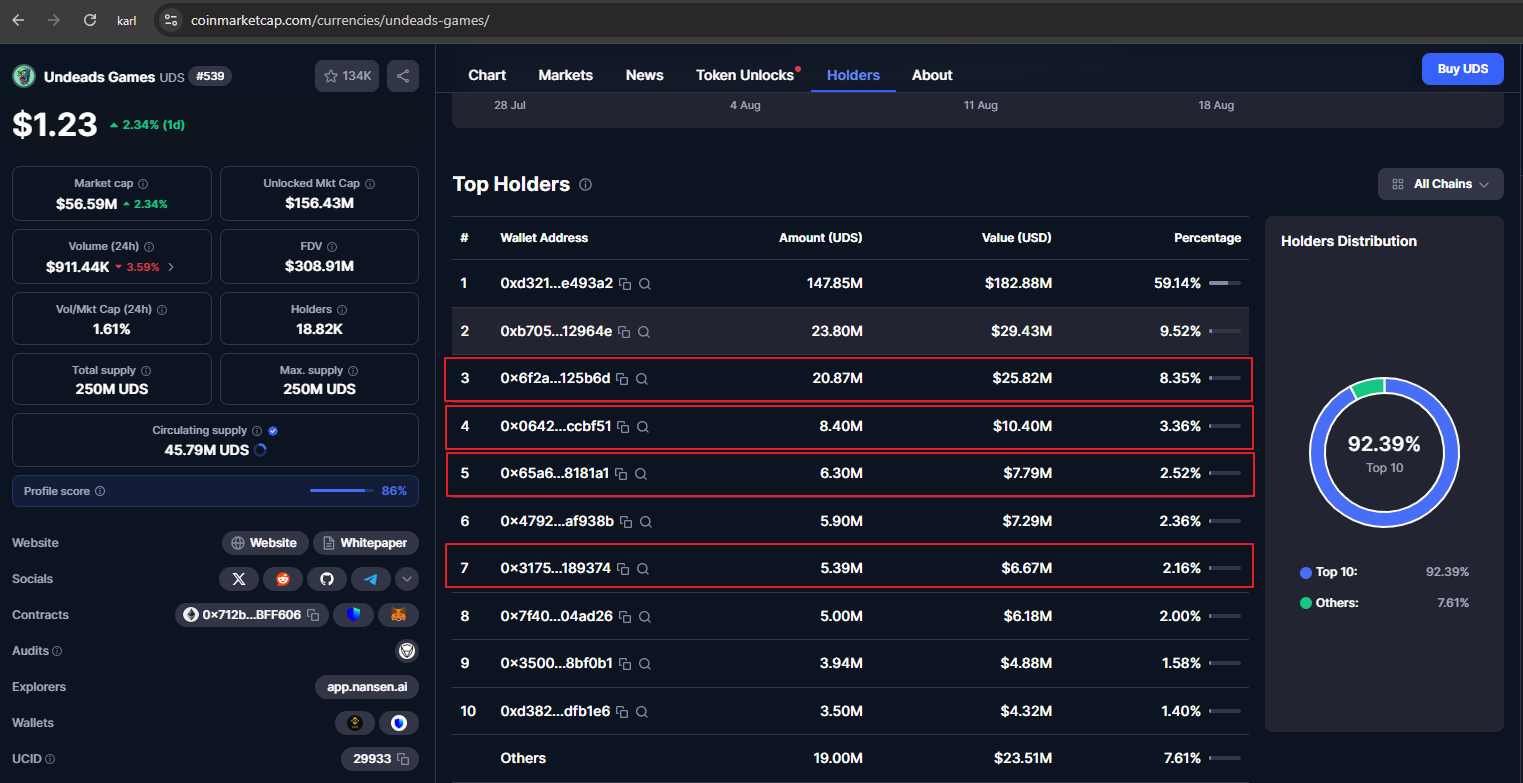 karl
coinmarketcap.com/currencies/undeads-games/
Undeads Games UDS #539
134K
$1.23 2.34% (1d)
Market cap
$56.59M 2.34%
Unlocked Mkt Cap
$156.43M
Volume (24h)
$911.44K 3.59%
FDV
$308.91M
Vol/Mkt Cap (24h)
1.61%
Holders
18.82K
Total supply
250M UDS
Max. supply
250M UDS
Circulating supply
45.79M UDS
Profile score 86%
Website Website Whitepaper
Socials
Contracts 0x712b...BFF606
Audits
Explorers app.nansen.ai
Wallets
UCID 29933
Chart Markets News Token Unlocks Holders About
Buy UDS
28 Jul 4 Aug 11 Aug 18 Aug
Top Holders
All Chains
# Wallet Address Amount (UDS) Value (USD) Percentage
1 0xd321...e493a2 147.85M $182.88M 59.14%
2 0xb705...12964e 23.80M $29.43M 9.52%
3 0x6f2a...125b6d 20.87M $25.82M 8.35%
4 0x0642...ccbf51 8.40M $10.40M 3.36%
5 0x65a6...8181a1 6.30M $7.79M 2.52%
6 0x4792...af938b 5.90M $7.29M 2.36%
7 0x3175...189374 5.39M $6.67M 2.16%
8 0x7f40...04ad26 5.00M $6.18M 2.00%
9 0x3500...8bf0b1 3.94M $4.88M 1.58%
10 0xd382...dfb1e6 3.50M $4.32M 1.40%
Others 19.00M $23.51M 7.61%
Holders Distribution
92.39%
Top 10
Top 10: 92.39%
Others: 7.61%